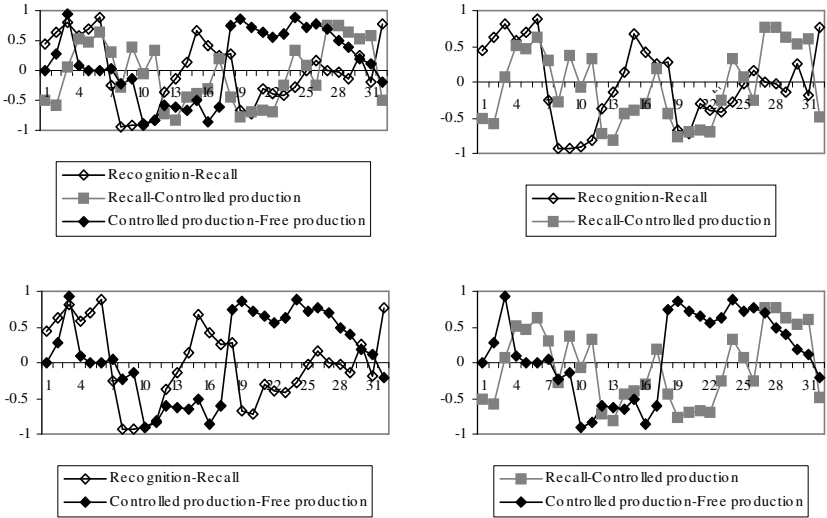 1
0.5
0
-0.5
-1
1 4 7 10 13 16 19 22 25 28 31
Recognition-Recall
Recall-Controlled production
Controlled production-Free production
1
0.5
0
-0.5
-1
1 4 7 10 13 16 19 22 25 28 31
Recognition-Recall
Recall-Controlled production
1
0.5
0
-0.5
-1
1 4 7 10 13 16 19 22 25 28 31
Recognition-Recall
Controlled production-Free production
1
0.5
0
-0.5
-1
1 4 7 10 13 16 19 22 25 28 31
Recall-Controlled production
Controlled production-Free production